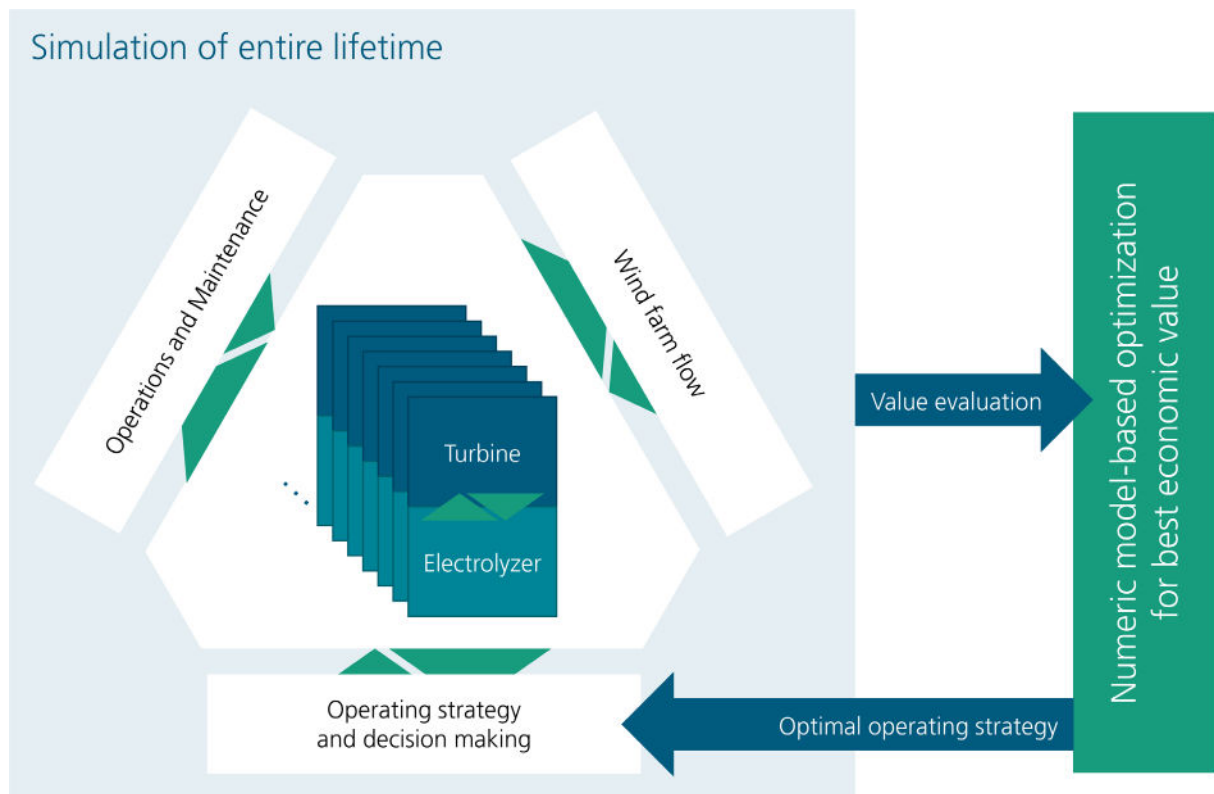 Simulation of entire lifetime
Operations and Maintenance
Wind farm flow
Turbine
Electrolyzer
Operating strategy
and decision making
Value evaluation
Optimal operating strategy
Numeric model-based optimization
for best economic value